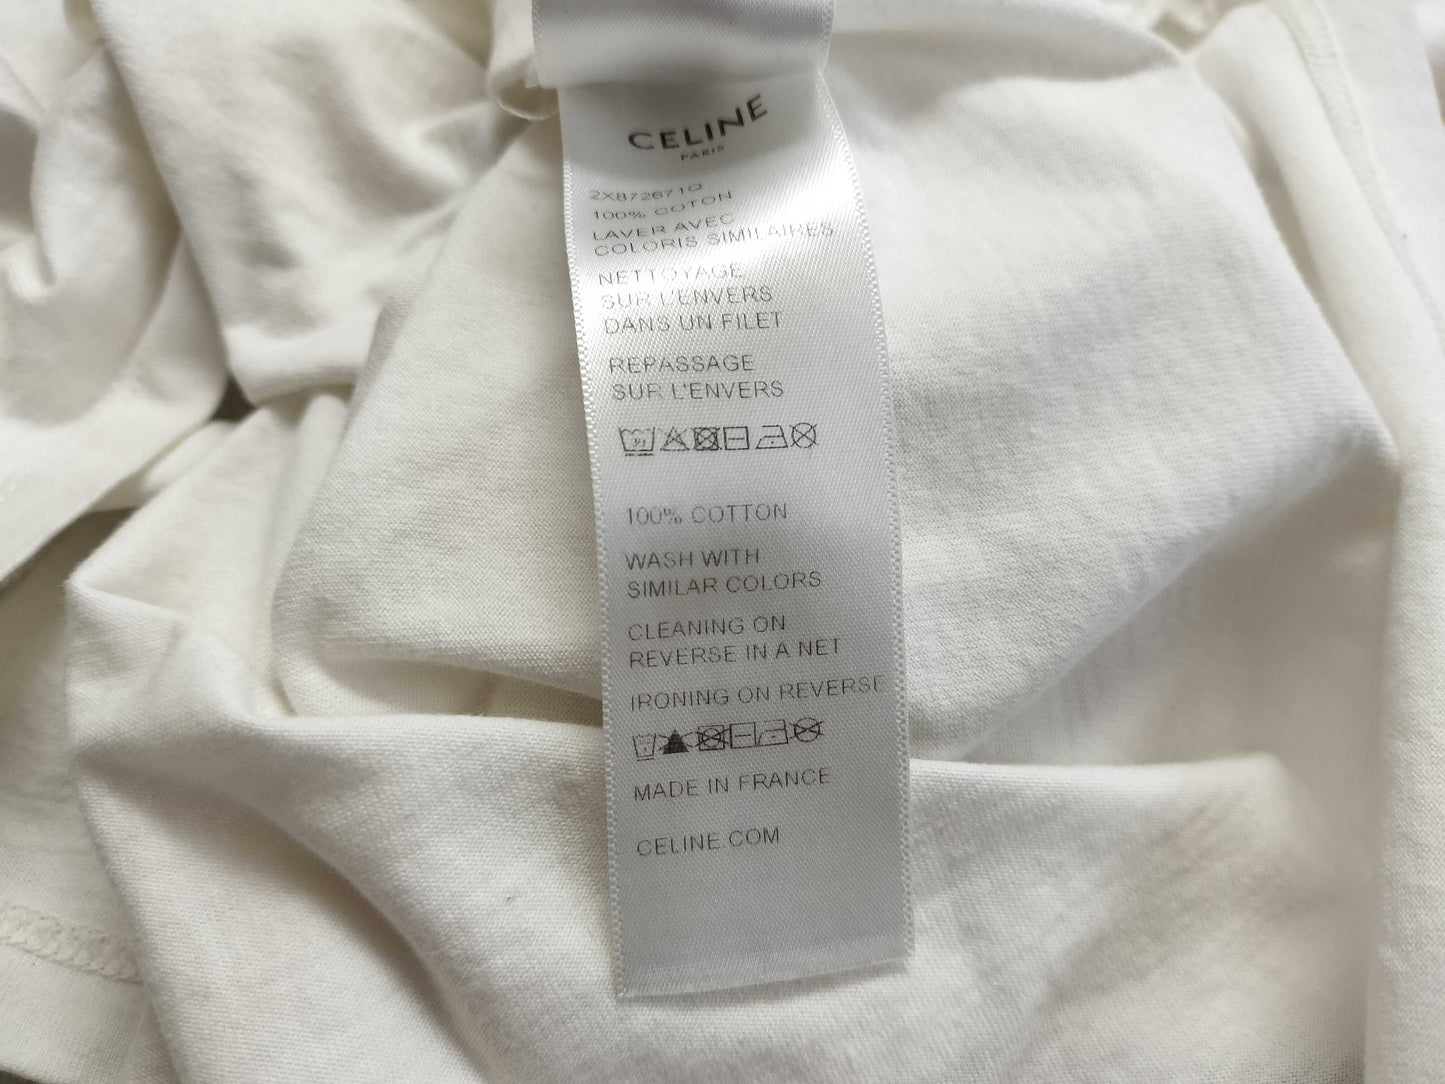 CELINE
PARIS
2X872671Q
100% COTON
LAVER AVEC
COLORIS SIMILAIRES
NETTOYAGE
SUR L'ENVERS
DANS UN FILET
REPASSAGE
SUR L'ENVERS
100% COTTON
WASH WITH
SIMILAR COLORS
CLEANING ON
REVERSE IN A NET
IRONING ON REVERSE
MADE IN FRANCE
CELINE.COM